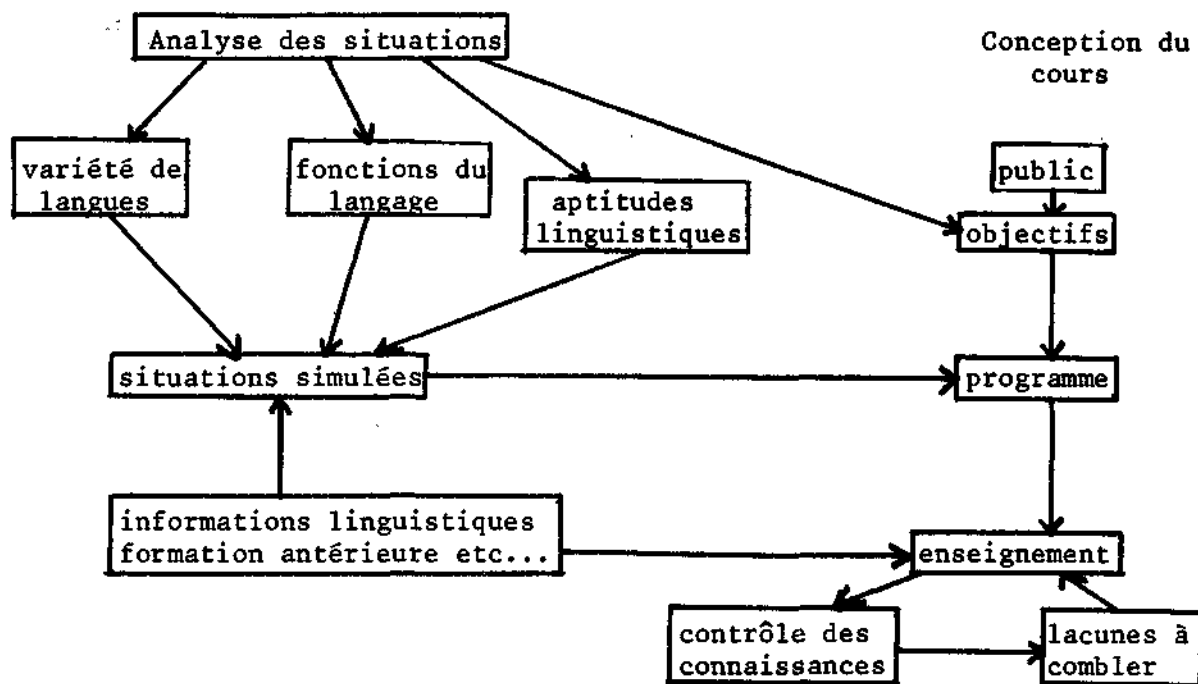 Analyse des situations
Conception du
cours
variété de
langues
fonctions du
langage
aptitudes
linguistiques
public
objectifs
situations simulées
programme
informations linguistiques
formation antérieure etc...
enseignement
contrôle des
connaissances
lacunes à
combler